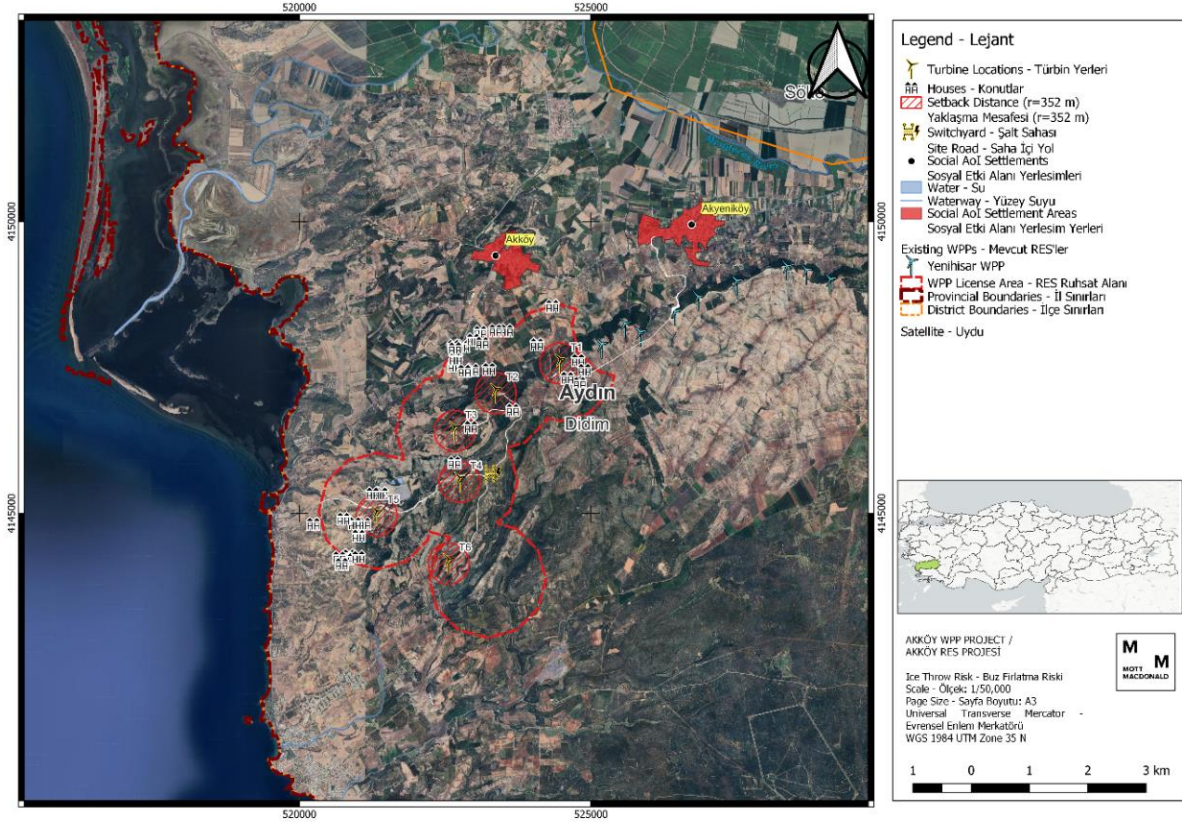 520000
525000
Söke
4150000
4150000
Akyeniköy
Akköy
T1
T2
Aydın
Didim
T3
T4
T5
4145000
4145000
T6
520000
525000
Legend - Lejant
Turbine Locations - Türbin Yerleri
Houses - Konutlar
Setback Distance (r=352 m)
Yaklaşma Mesafesi (r=352 m)
Switchyard - Şalt Sahası
Site Road - Saha İçi Yol
Social AoI Settlements
Sosyal Etki Alanı Yerlesimleri
Water - Su
Waterway - Yüzey Suyu
Social AoI Settlement Areas
Sosyal Etki Alanı Yerlesim Yerleri
Existing WPPs - Mevcut RES'ler
Yenihisar WPP
WPP License Area - RES Ruhsat Alanı
Provincial Boundaries - İl Sınırları
District Boundaries - İlçe Sınırları
Satellite - Uydu
AKKÖY WPP PROJECT /
AKKÖY RES PROJESİ
M
M
MOTT
MACDONALD
Ice Throw Risk - Buz Fırlatma Riski
Scale - Ölçek: 1/50,000
Page Size - Sayfa Boyutu: A3
Universal Transverse Mercator -
Evrensel Enlem Merkatörü
WGS 1984 UTM Zone 35 N
1 0 1 2 3 km